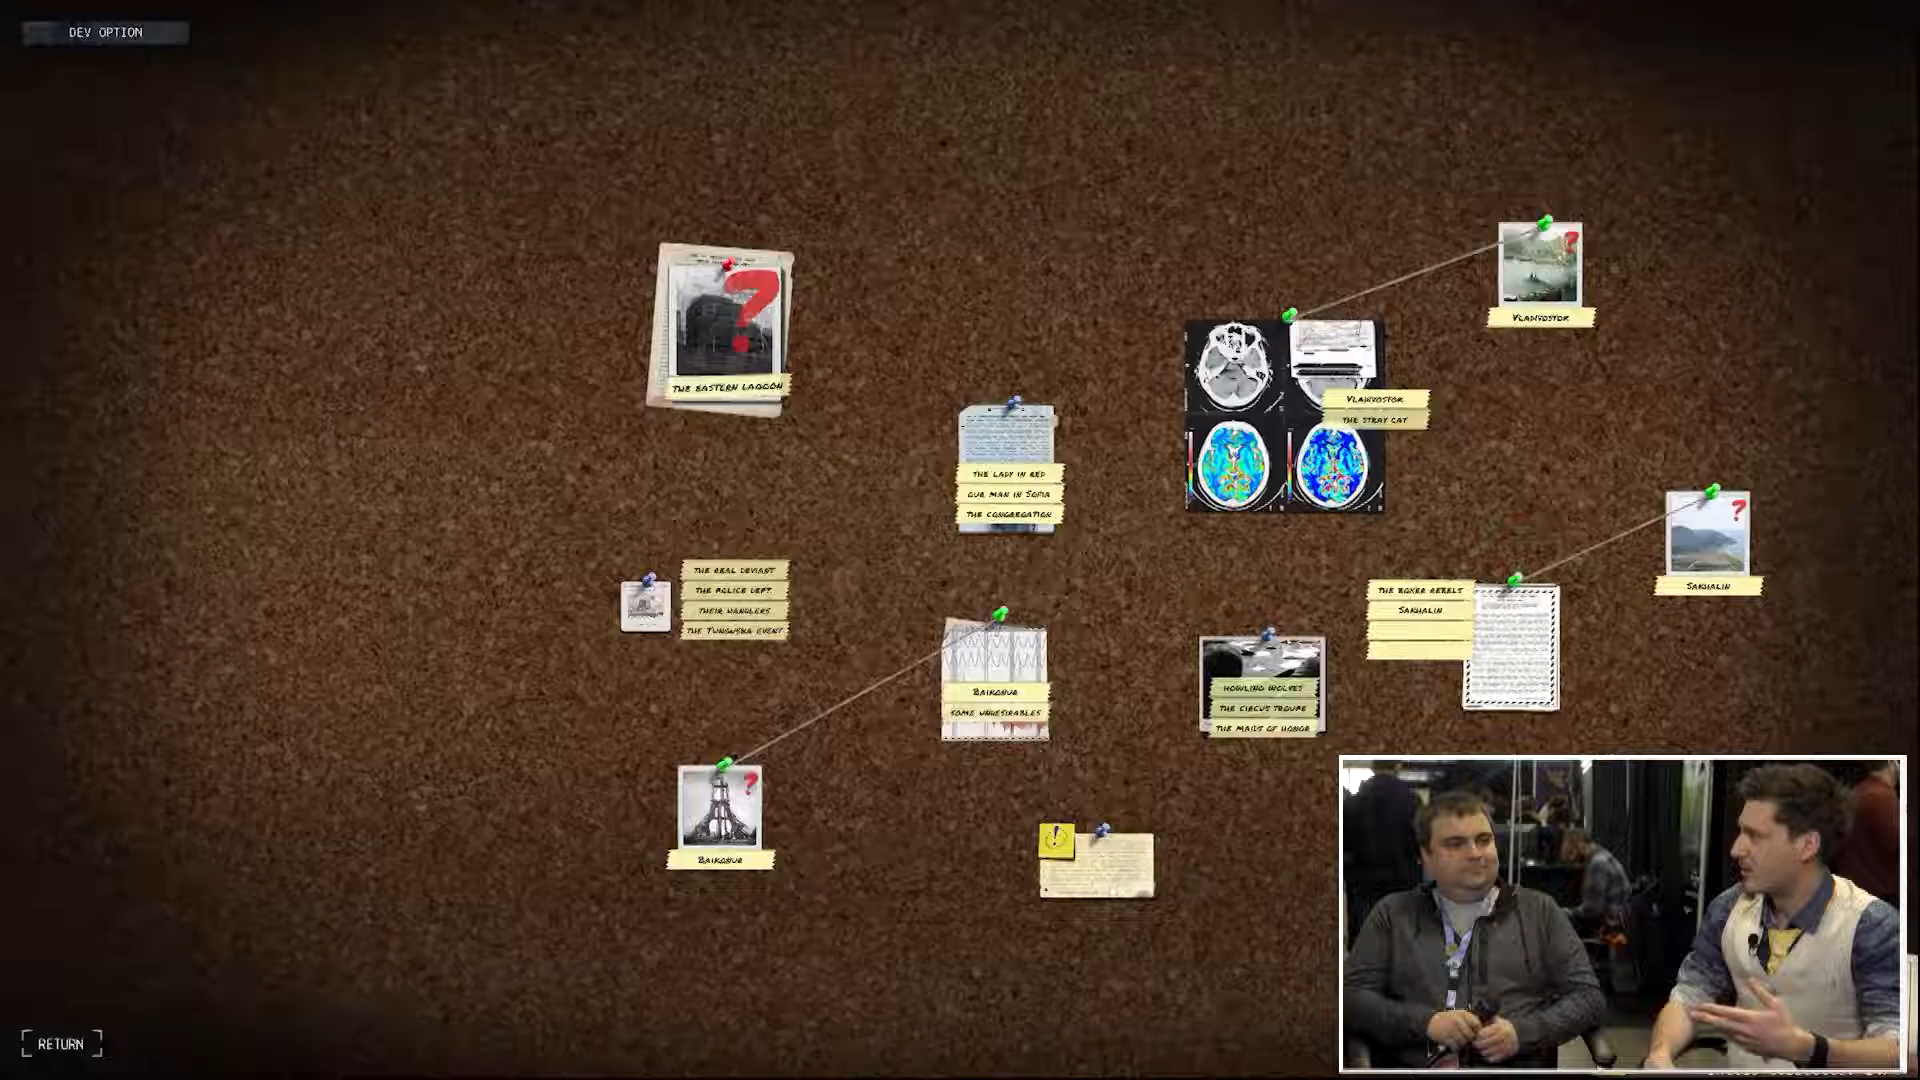 DEV OPTION
VLADIVOSTOK
THE EASTERN LAGOON
VLADIVOSTOK
THE STRAY CAT
THE LADY IN RED
OUR MAN IN SOFIA
THE CONGREGATION
THE REAL DEVIANT
THE POLICE DEPT.
THEIR HANDLERS
THE TUNGUSKA EVENT
THE BOXER REBELS
SAKHALIN
SAKHALIN
BAIKONUR
SOME UNDESIRABLES
HOWLING WOLVES
THE CIRCUS TROUPE
THE MAIDS OF HONOR
BAIKONUR
RETURN